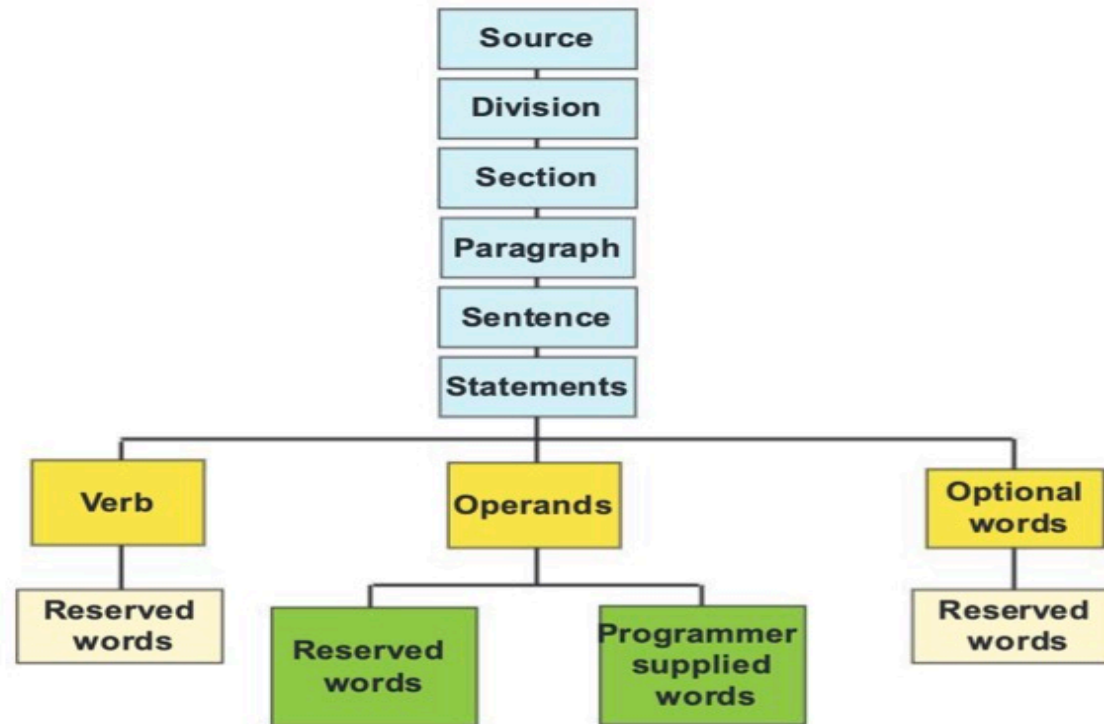 Source
Division
Section
Paragraph
Sentence
Statements
Verb
Operands
Optional
words
Reserved
words
Reserved
words
Programmer
supplied
words
Reserved
words